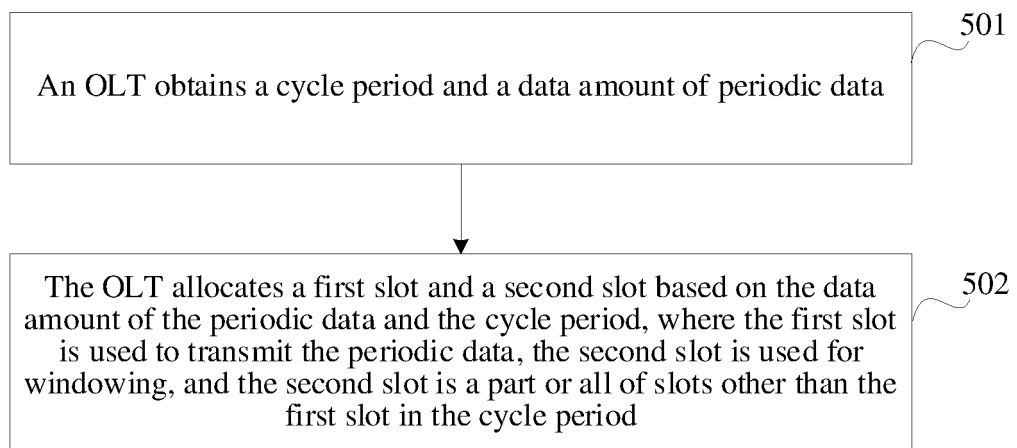 501
An OLT obtains a cycle period and a data amount of periodic data
502
The OLT allocates a first slot and a second slot based on the data
amount of the periodic data and the cycle period, where the first slot
is used to transmit the periodic data, the second slot is used for
windowing, and the second slot is a part or all of slots other than the
first slot in the cycle period